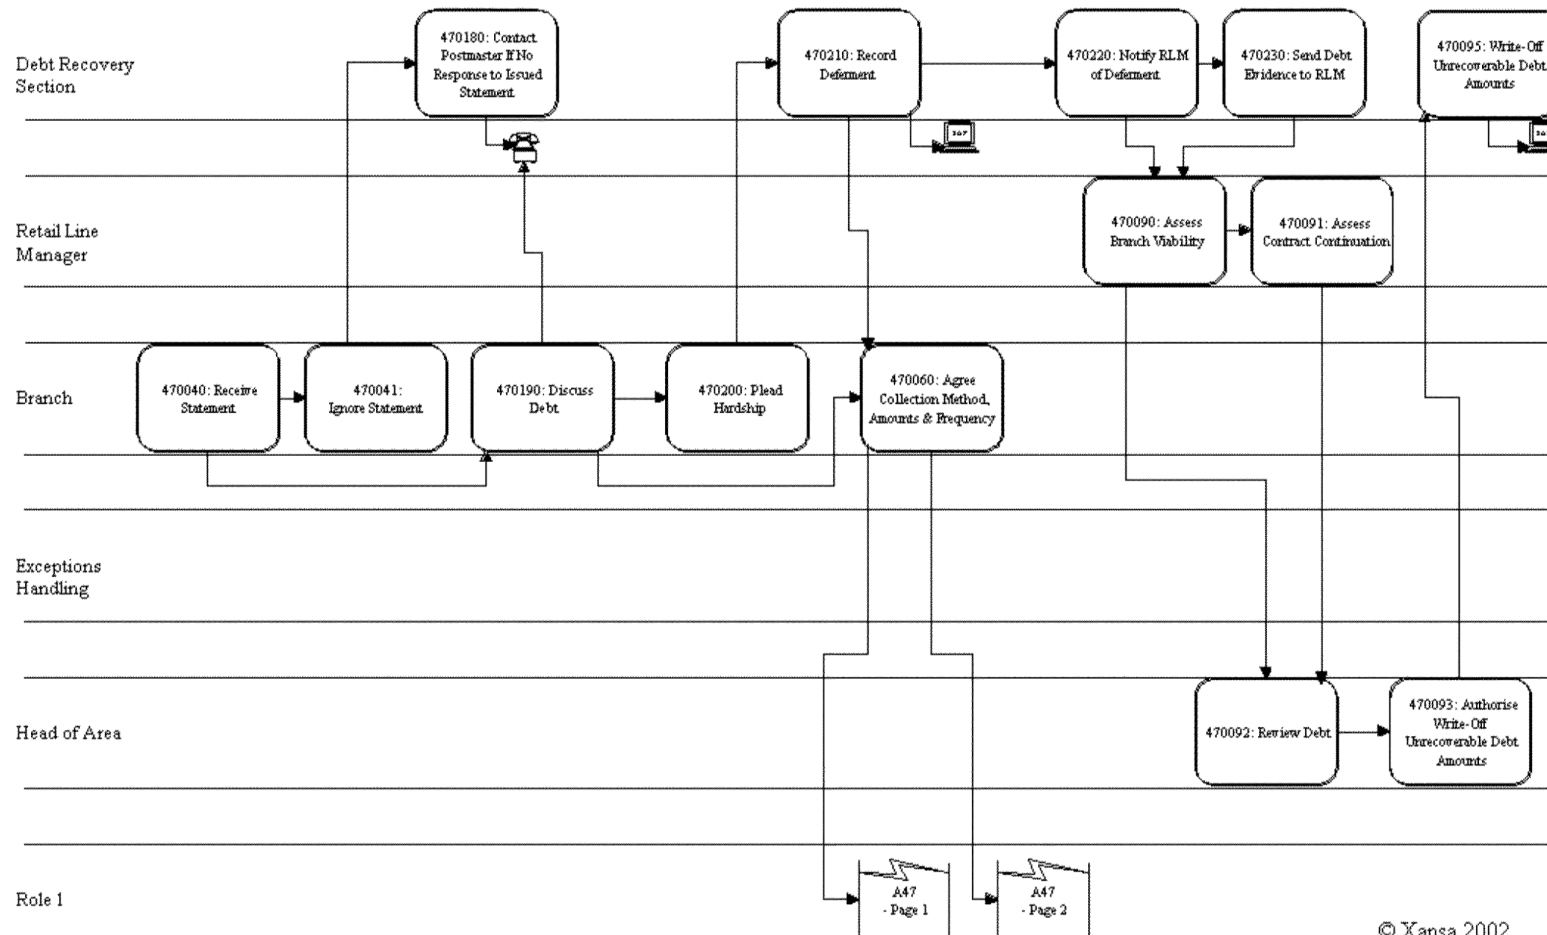 Debt Recovery
Section
470180: Contact
Postmaster If No
Response to Issued
Statement
470210: Record
Deferment
470220: Notify RLM
of Deferment
470230: Send Debt
Evidence to RLM
470095: Write-Off
Unrecoverable Debt
Amounts
Retail Line
Manager
470090: Assess
Branch Viability
470091: Assess
Contract Continuation
Branch
470040: Receive
Statement
470041:
Ignore Statement
470190: Discuss
Debt
470200: Plead
Hardship
470060: Agree
Collection Method,
Amounts & Frequency
Exceptions
Handling
Head of Area
470092: Review Debt
470093: Authorise
Write-Off
Unrecoverable Debt
Amounts
Role 1
A47
- Page 1
A47
- Page 2
© Xansa 2002